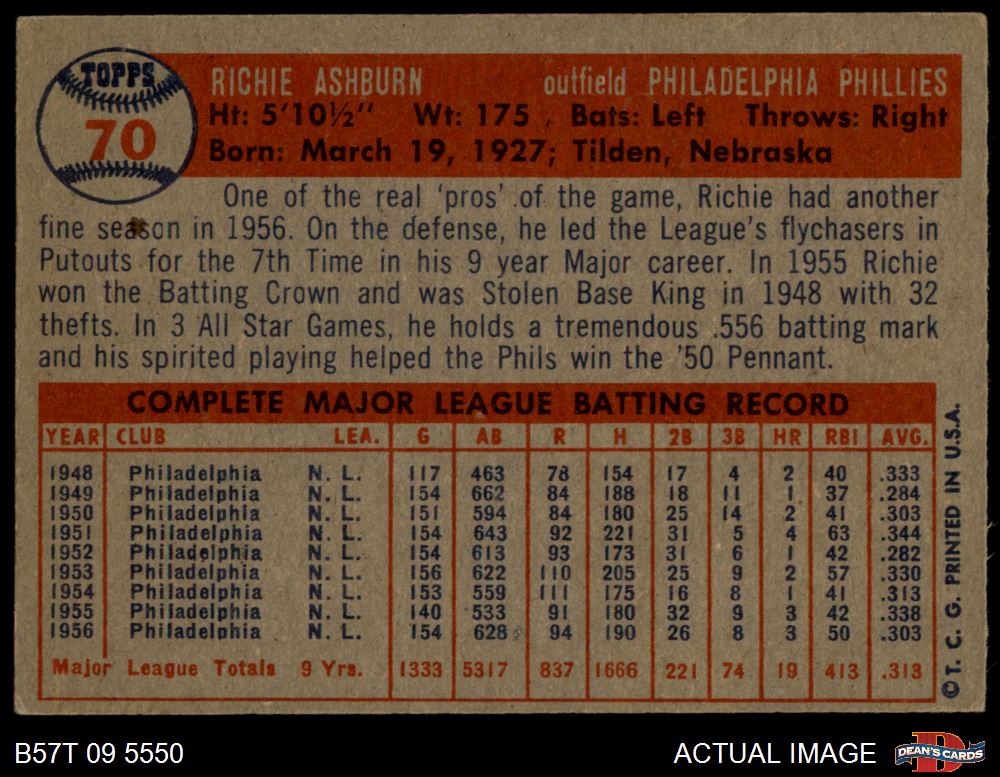 TOPPS
70
RICHIE ASHBURN outfield PHILADELPHIA PHILLIES
Ht: 5'10½" Wt: 175 Bats: Left Throws: Right
Born: March 19, 1927; Tilden, Nebraska
One of the real 'pros' of the game, Richie had another
fine season in 1956. On the defense, he led the League's flychasers in
Putouts for the 7th Time in his 9 year Major career. In 1955 Richie
won the Batting Crown and was Stolen Base King in 1948 with 32
thefts. In 3 All Star Games, he holds a tremendous .556 batting mark
and his spirited playing helped the Phils win the '50 Pennant.
COMPLETE MAJOR LEAGUE BATTING RECORD
YEAR CLUB LEA. G AB R H 2B 3B HR RBI AVG.
1948 Philadelphia N. L. 117 463 78 154 17 4 2 40 .333
1949 Philadelphia N. L. 154 662 84 188 18 11 1 37 .284
1950 Philadelphia N. L. 151 594 84 180 25 14 2 41 .303
1951 Philadelphia N. L. 154 643 92 221 31 5 4 63 .344
1952 Philadelphia N. L. 154 613 93 173 31 6 1 42 .282
1953 Philadelphia N. L. 156 622 110 205 25 9 2 57 .330
1954 Philadelphia N. L. 153 559 111 175 16 8 1 41 .313
1955 Philadelphia N. L. 140 533 91 180 32 9 3 42 .338
1956 Philadelphia N. L. 154 628 94 190 26 8 3 50 .303
Major League Totals 9 Yrs. 1333 5317 837 1666 221 74 19 413 .313
© T. C. G. PRINTED IN U.S.A.
B57T 09 5550 ACTUAL IMAGE
D
DEAN'S CARDS